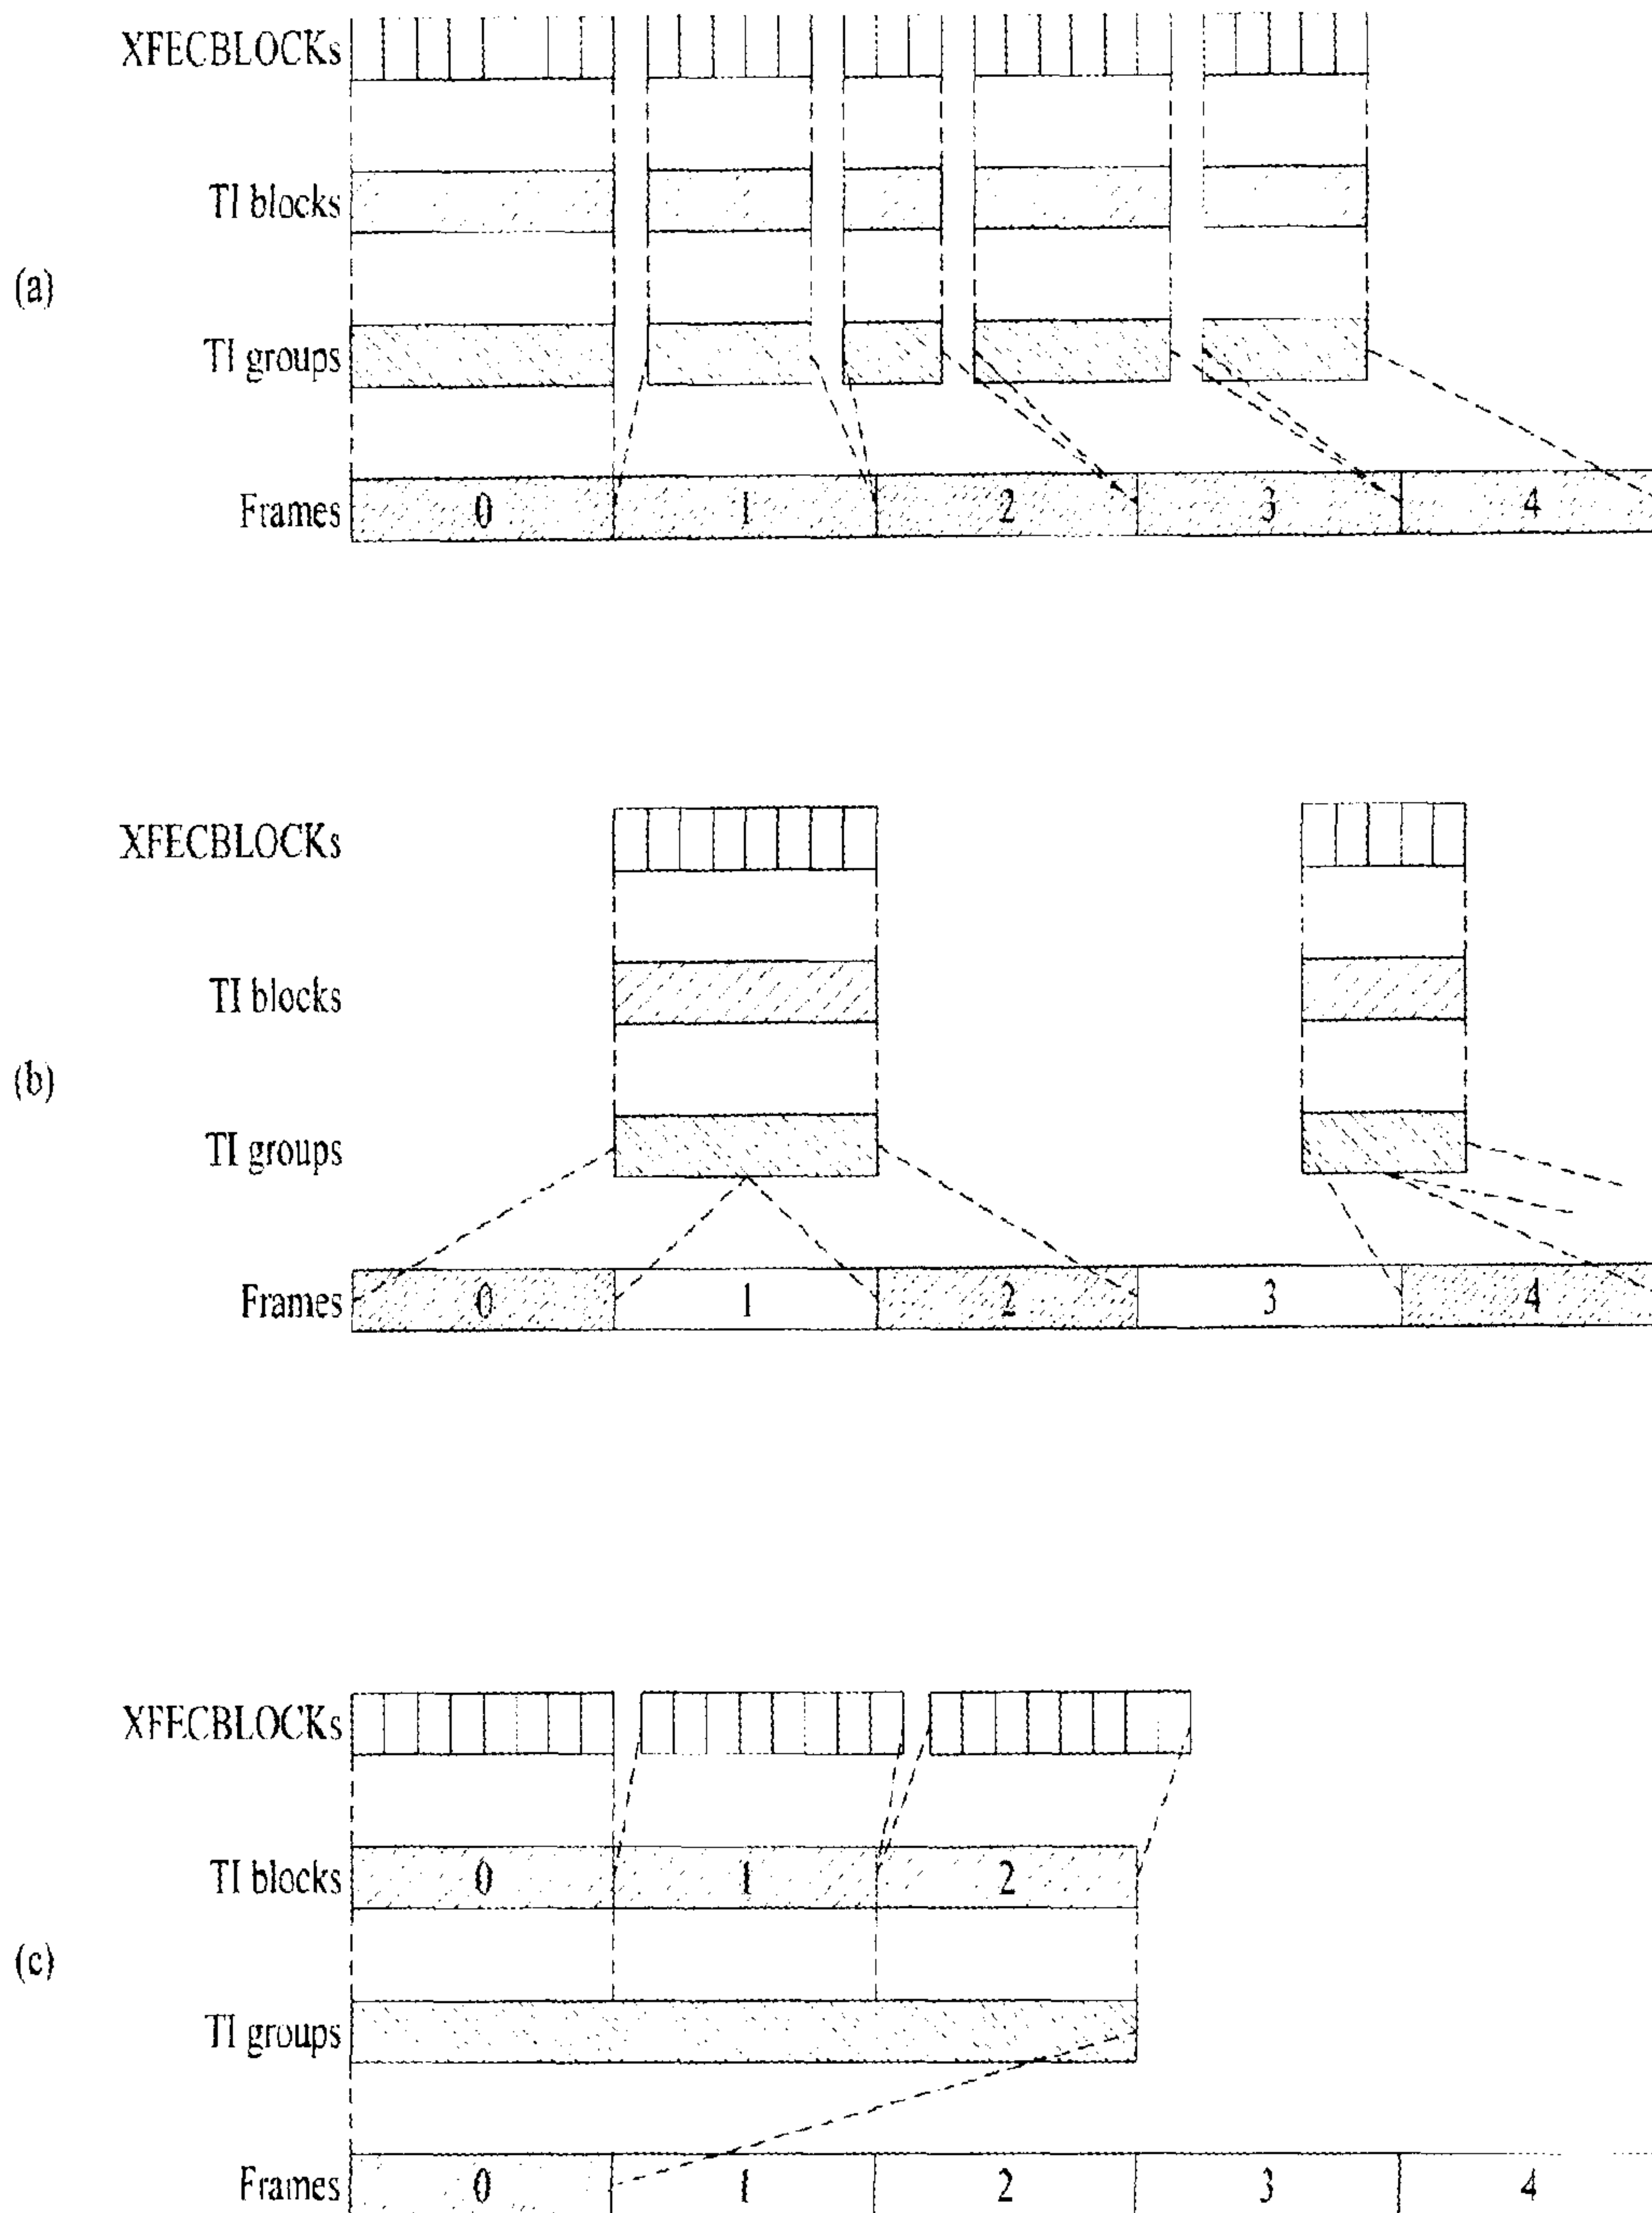 XFECBLOCKs
TI blocks
(a)
TI groups
Frames 0 1 2 3 4
XFECBLOCKs
TI blocks
(b)
TI groups
Frames 0 1 2 3 4
XFECBLOCKs
TI blocks 0 1 2
(c)
TI groups
Frames 0 1 2 3 4